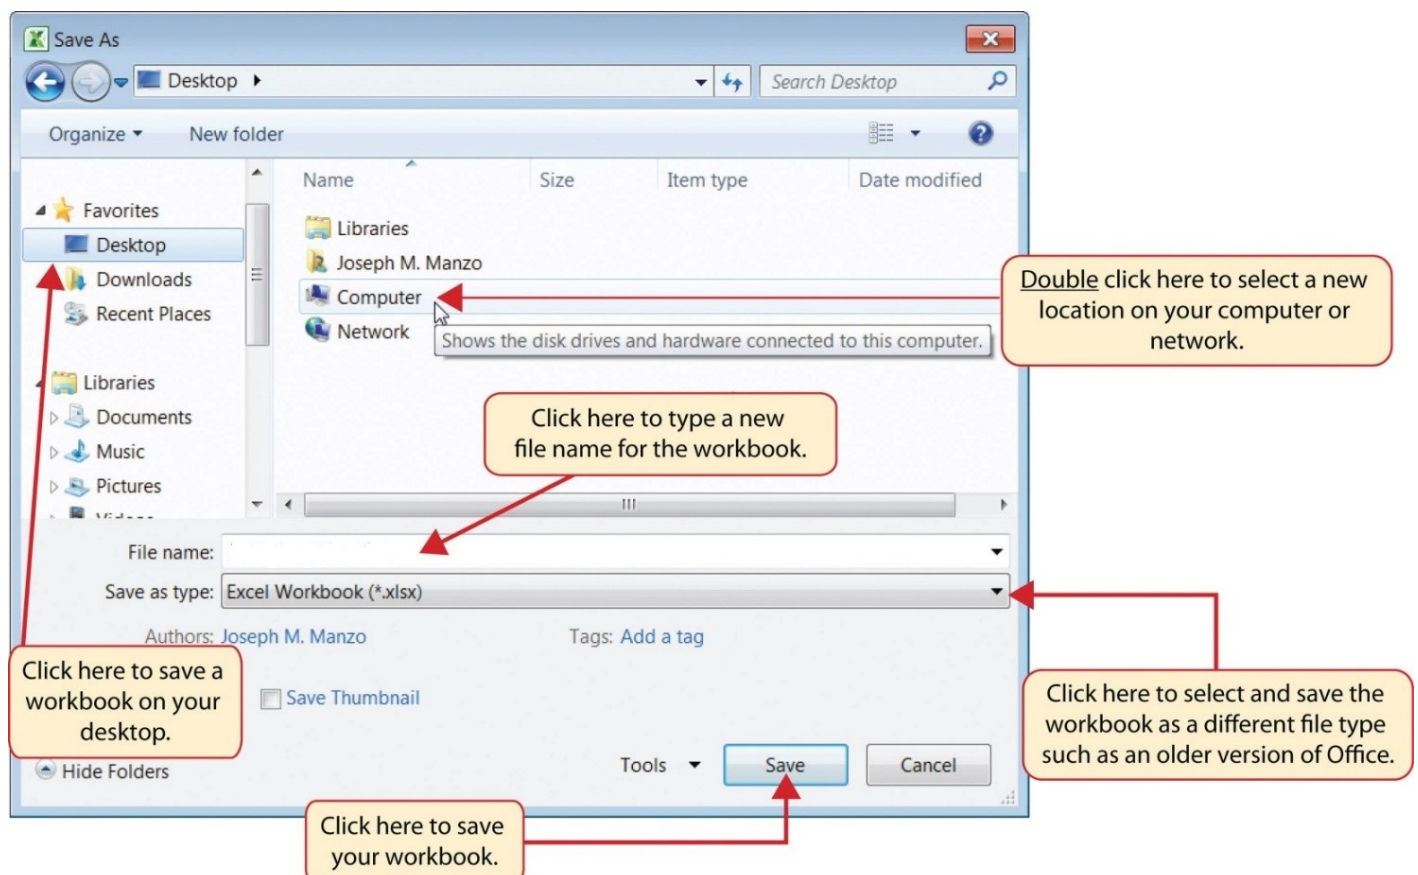 Save As
Desktop
Search Desktop
Organize
New folder
Name
Size
Item type
Date modified
Favorites
Desktop
Downloads
Recent Places
Libraries
Documents
Music
Pictures
Videos
Libraries
Joseph M. Manzo
Computer
Network
Shows the disk drives and hardware connected to this computer.
Double click here to select a new
location on your computer or
network.
Click here to type a new
file name for the workbook.
File name:
Save as type: Excel Workbook (*.xlsx)
Authors: Joseph M. Manzo
Tags: Add a tag
Click here to save a
workbook on your
desktop.
Save Thumbnail
Click here to select and save the
workbook as a different file type
such as an older version of Office.
Hide Folders
Tools
Save
Cancel
Click here to save
your workbook.